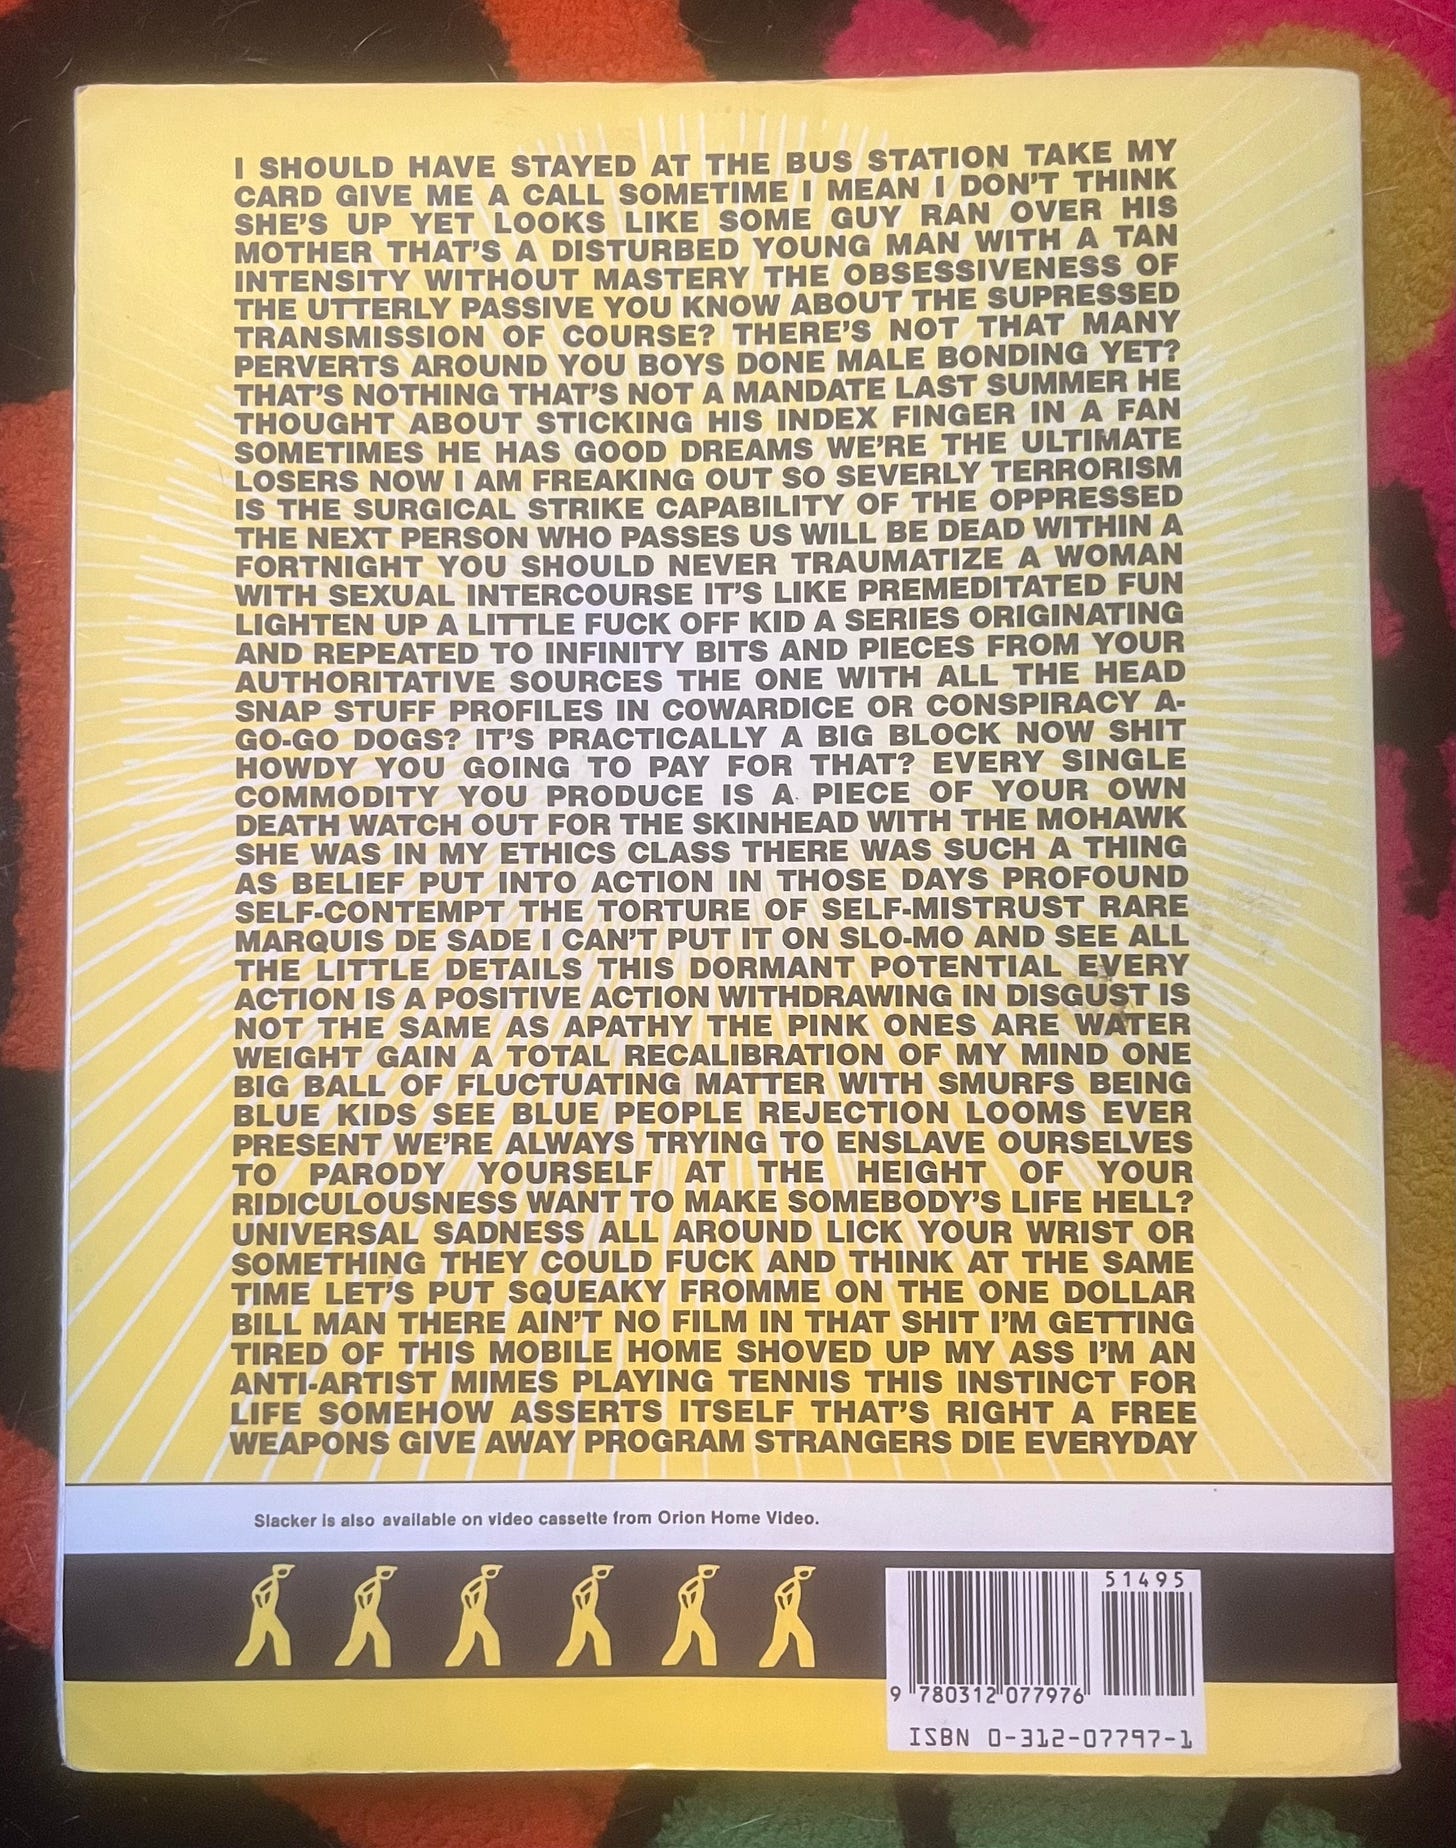 I SHOULD HAVE STAYED AT THE BUS STATION TAKE MY
CARD GIVE ME A CALL SOMETIME I MEAN I DON'T THINK
SHE'S UP YET LOOKS LIKE SOME GUY RAN OVER HIS
MOTHER THAT'S A DISTURBED YOUNG MAN WITH A TAN
INTENSITY WITHOUT MASTERY THE OBSESSIVENESS OF
THE UTTERLY PASSIVE YOU KNOW ABOUT THE SUPRESSED
TRANSMISSION OF COURSE? THERE'S NOT THAT MANY
PERVERTS AROUND YOU BOYS DONE MALE BONDING YET?
THAT'S NOTHING THAT'S NOT A MANDATE LAST SUMMER HE
THOUGHT ABOUT STICKING HIS INDEX FINGER IN A FAN
SOMETIMES HE HAS GOOD DREAMS WE'RE THE ULTIMATE
LOSERS NOW I AM FREAKING OUT SO SEVERLY TERRORISM
IS THE SURGICAL STRIKE CAPABILITY OF THE OPPRESSED
THE NEXT PERSON WHO PASSES US WILL BE DEAD WITHIN A
FORTNIGHT YOU SHOULD NEVER TRAUMATIZE A WOMAN
WITH SEXUAL INTERCOURSE IT'S LIKE PREMEDITATED FUN
LIGHTEN UP A LITTLE FUCK OFF KID A SERIES ORIGINATING
AND REPEATED TO INFINITY BITS AND PIECES FROM YOUR
AUTHORITATIVE SOURCES THE ONE WITH ALL THE HEAD
SNAP STUFF PROFILES IN COWARDICE OR CONSPIRACY A-
GO-GO DOGS? IT'S PRACTICALLY A BIG BLOCK NOW SHIT
HOWDY YOU GOING TO PAY FOR THAT? EVERY SINGLE
COMMODITY YOU PRODUCE IS A PIECE OF YOUR OWN
DEATH WATCH OUT FOR THE SKINHEAD WITH THE MOHAWK
SHE WAS IN MY ETHICS CLASS THERE WAS SUCH A THING
AS BELIEF PUT INTO ACTION IN THOSE DAYS PROFOUND
SELF-CONTEMPT THE TORTURE OF SELF-MISTRUST RARE
MARQUIS DE SADE I CAN'T PUT IT ON SLO-MO AND SEE ALL
THE LITTLE DETAILS THIS DORMANT POTENTIAL EVERY
ACTION IS A POSITIVE ACTION WITHDRAWING IN DISGUST IS
NOT THE SAME AS APATHY THE PINK ONES ARE WATER
WEIGHT GAIN A TOTAL RECALIBRATION OF MY MIND ONE
BIG BALL OF FLUCTUATING MATTER WITH SMURFS BEING
BLUE KIDS SEE BLUE PEOPLE REJECTION LOOMS EVER
PRESENT WE'RE ALWAYS TRYING TO ENSLAVE OURSELVES
TO PARODY YOURSELF AT THE HEIGHT OF YOUR
RIDICULOUSNESS WANT TO MAKE SOMEBODY'S LIFE HELL?
UNIVERSAL SADNESS ALL AROUND LICK YOUR WRIST OR
SOMETHING THEY COULD FUCK AND THINK AT THE SAME
TIME LET'S PUT SQUEAKY FROMME ON THE ONE DOLLAR
BILL MAN THERE AIN'T NO FILM IN THAT SHIT I'M GETTING
TIRED OF THIS MOBILE HOME SHOVED UP MY ASS I'M AN
ANTI-ARTIST MIMES PLAYING TENNIS THIS INSTINCT FOR
LIFE SOMEHOW ASSERTS ITSELF THAT'S RIGHT A FREE
WEAPONS GIVE AWAY PROGRAM STRANGERS DIE EVERYDAY
Slacker is also available on video cassette from Orion Home Video.
51495
9 780312 077976
ISBN 0-312-07797-1